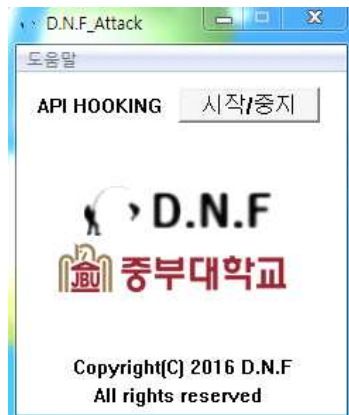 D.N.F_Attack
도움말
API HOOKING 시작/중지
D.N.F
JBU 중부대학교
Copyright(C) 2016 D.N.F
All rights reserved